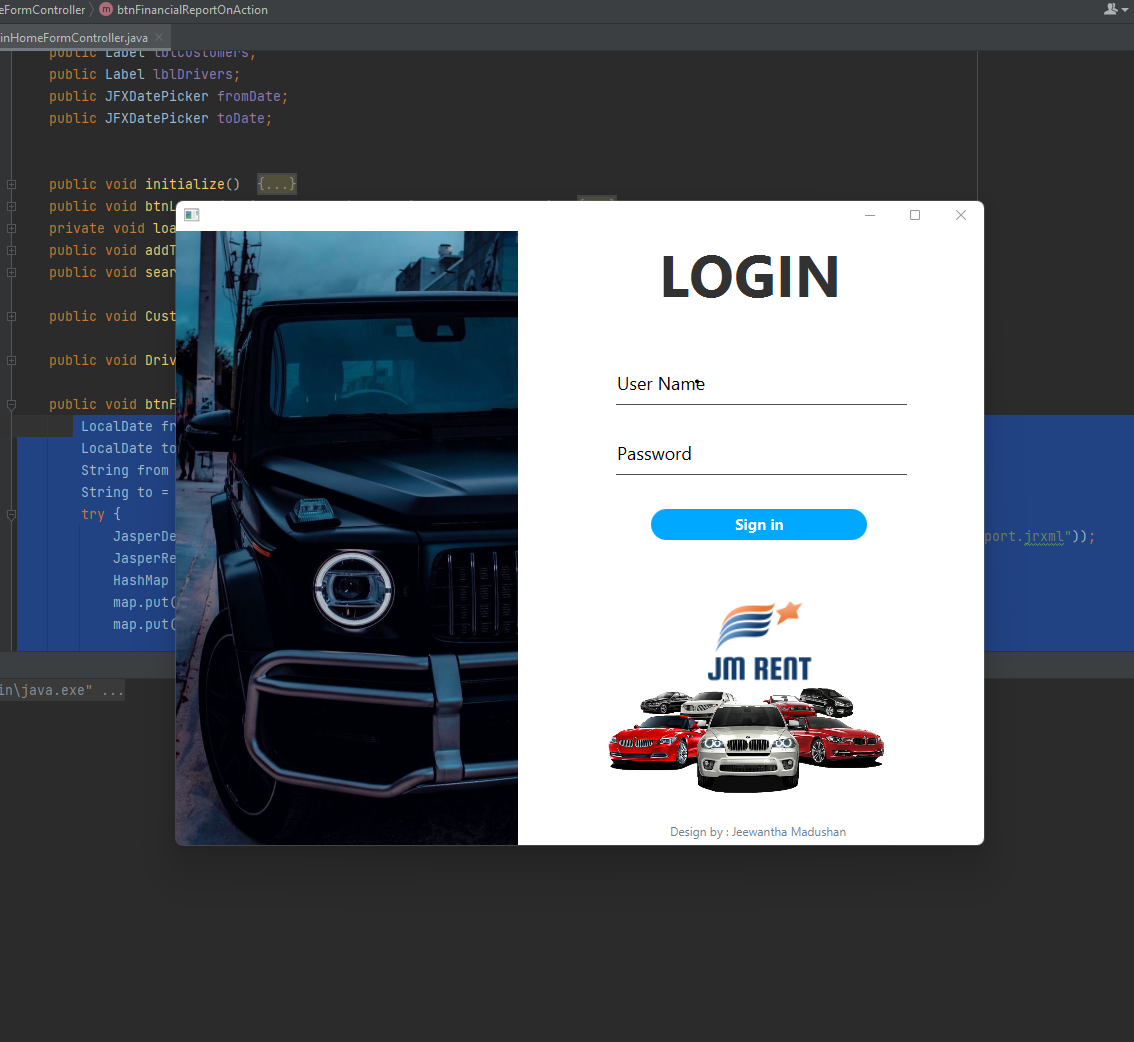 eFormController
m btnFinancialReportOnAction
inHomeFormController.java
public Label lblCustomers;
public Label lblDrivers;
public JFXDatePicker fromDate;
public JFXDatePicker toDate;
public void initialize() {...}
public void btnL
private void loa
public void addT
public void sear
public void Cust
public void Driv
public void btnF
LocalDate fr
LocalDate to
String from
String to =
try {
JasperDe
port.jrxml"));
JasperRe
HashMap
map.put(
map.put(
in\java.exe" ...
LOGIN
User Name
Password
Sign in
JM RENT
Design by : Jeewantha Madushan